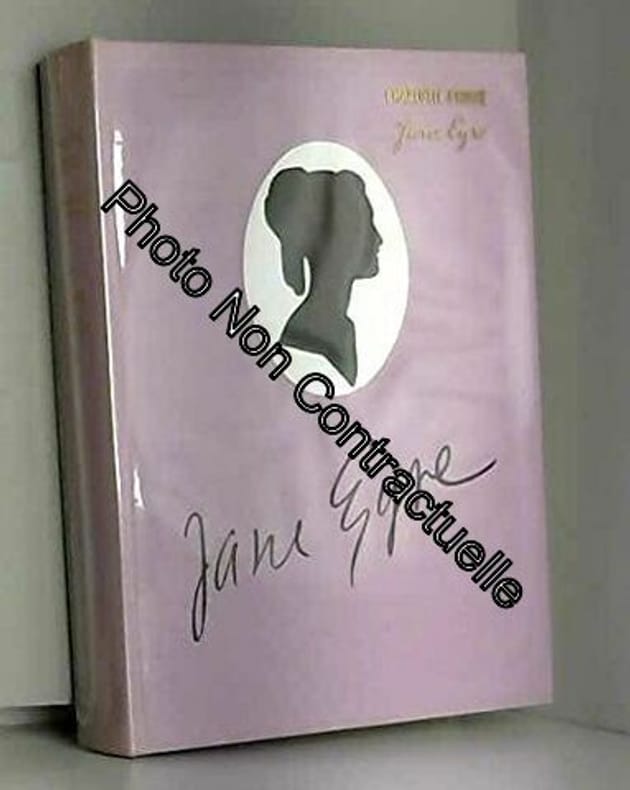 CHARLOTTE BRONTË
Jane Eyre
Photo Non Contractuelle
Jane Eyre